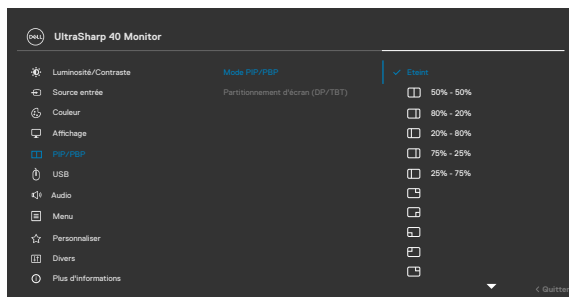 DELL UltraSharp 40 Monitor
Luminosité/Contraste Mode PIP/PBP Eteint
Source entrée Partitionnement d'écran (DP/TBT) 50% - 50%
Couleur 80% - 20%
Affichage 20% - 80%
PIP/PBP 75% - 25%
USB 25% - 75%
Audio
Menu
Personnaliser
Divers
Plus d'informations
< Quitter